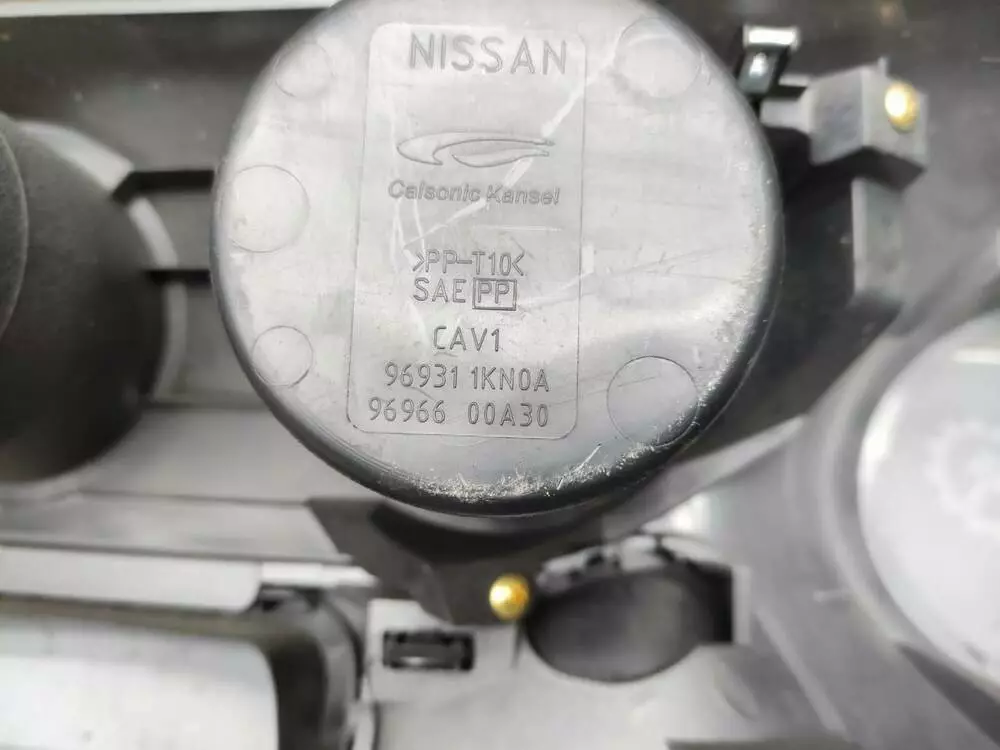 NISSAN
Calsonic Kansei
>PP-T10<
SAE PP
CAV1
96931 1KN0A
96966 00A30